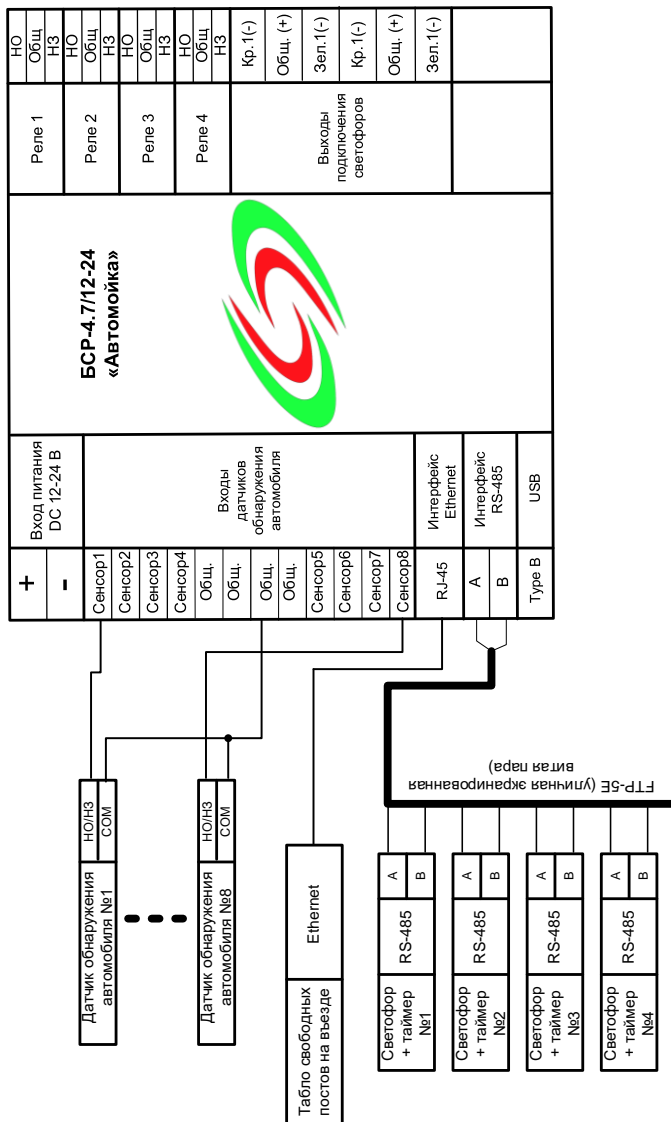 НО
Общ
НЗ
НО
Общ
НЗ
НО
Общ
НЗ
НО
Общ
НЗ
Кр.1(-)
Общ. (+)
Зел.1(-)
Кр.1(-)
Общ. (+)
Зел.1(-)
Реле 1
Реле 2
Реле 3
Реле 4
Выходы
подключения
светофоров
БСР-4.7/12-24
«Автомойка»
Вход питания
DC 12-24 В
Входы
датчиков
обнаружения
автомобиля
Интерфейс
Ethernet
Интерфейс
RS-485
USB
+
-
Сенсор1
Сенсор2
Сенсор3
Сенсор4
Общ.
Общ.
Общ.
Общ.
Сенсор5
Сенсор6
Сенсор7
Сенсор8
RJ-45
A
B
Type B
FTP-5E (уличная экранированная
витая пара)
НО/НЗ
COM
Датчик обнаружения
автомобиля №1
НО/НЗ
COM
Датчик обнаружения
автомобиля №8
Ethernet
Табло свободных
постов на въезде
A
B
RS-485
Светофор
+ таймер
№1
A
B
RS-485
Светофор
+ таймер
№2
A
B
RS-485
Светофор
+ таймер
№3
A
B
RS-485
Светофор
+ таймер
№4